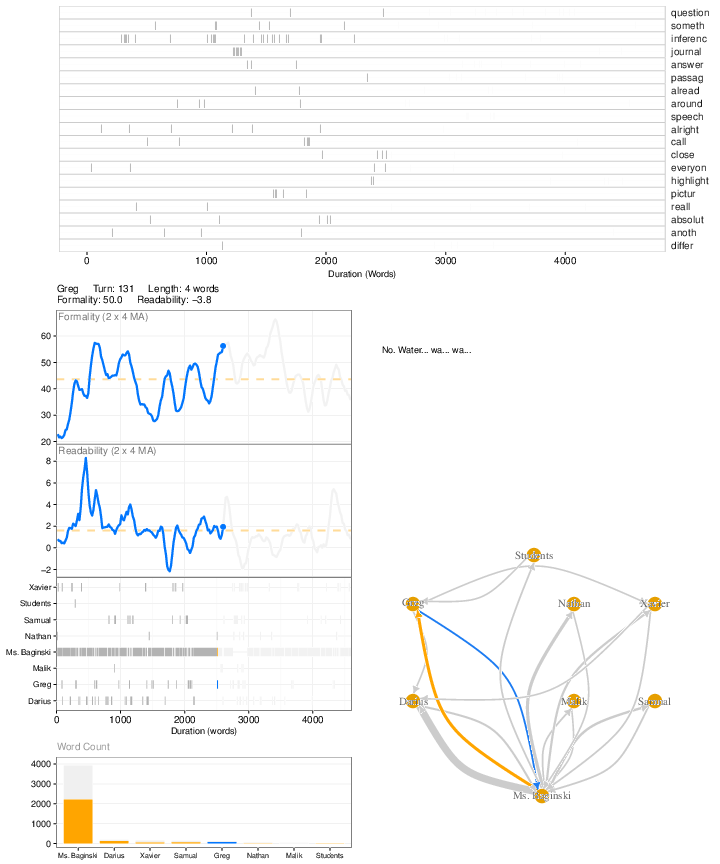 question
someth
inferenc
journal
answer
passag
alread
around
speech
alright
call
close
everyon
highlight
pictur
reall
absolut
anoth
differ
0 1000 2000 3000 4000
Duration (Words)
Greg Turn: 131 Length: 4 words
Formality: 50.0 Readability: −3.8
Formality (2 x 4 MA)
60
50
40
30
20
No. Water... wa... wa...
Readability (2 x 4 MA)
8
6
4
2
0
−2
Xavier
Students
Samual
Nathan
Ms. Baginski
Malik
Greg
Darius
0 1000 2000 3000 4000
Duration (words)
Students
Greg Nathan Xavier
Darius Malik Samual
Ms. Baginski
Word Count
4000
3000
2000
1000
0
Ms. Baginski Darius Xavier Samual Greg Nathan Malik Students